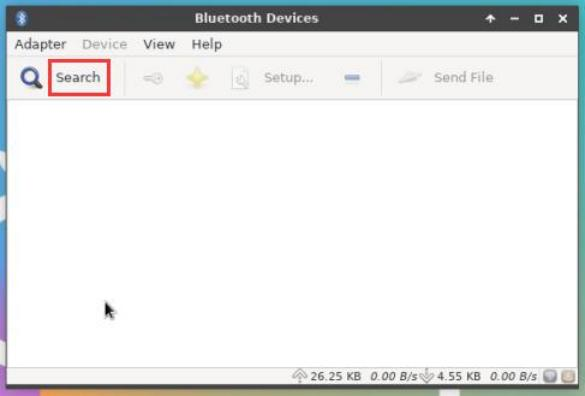 Bluetooth Devices
Adapter Device View Help
Search Setup... Send File
26.25 KB 0.00 B/s 4.55 KB 0.00 B/s